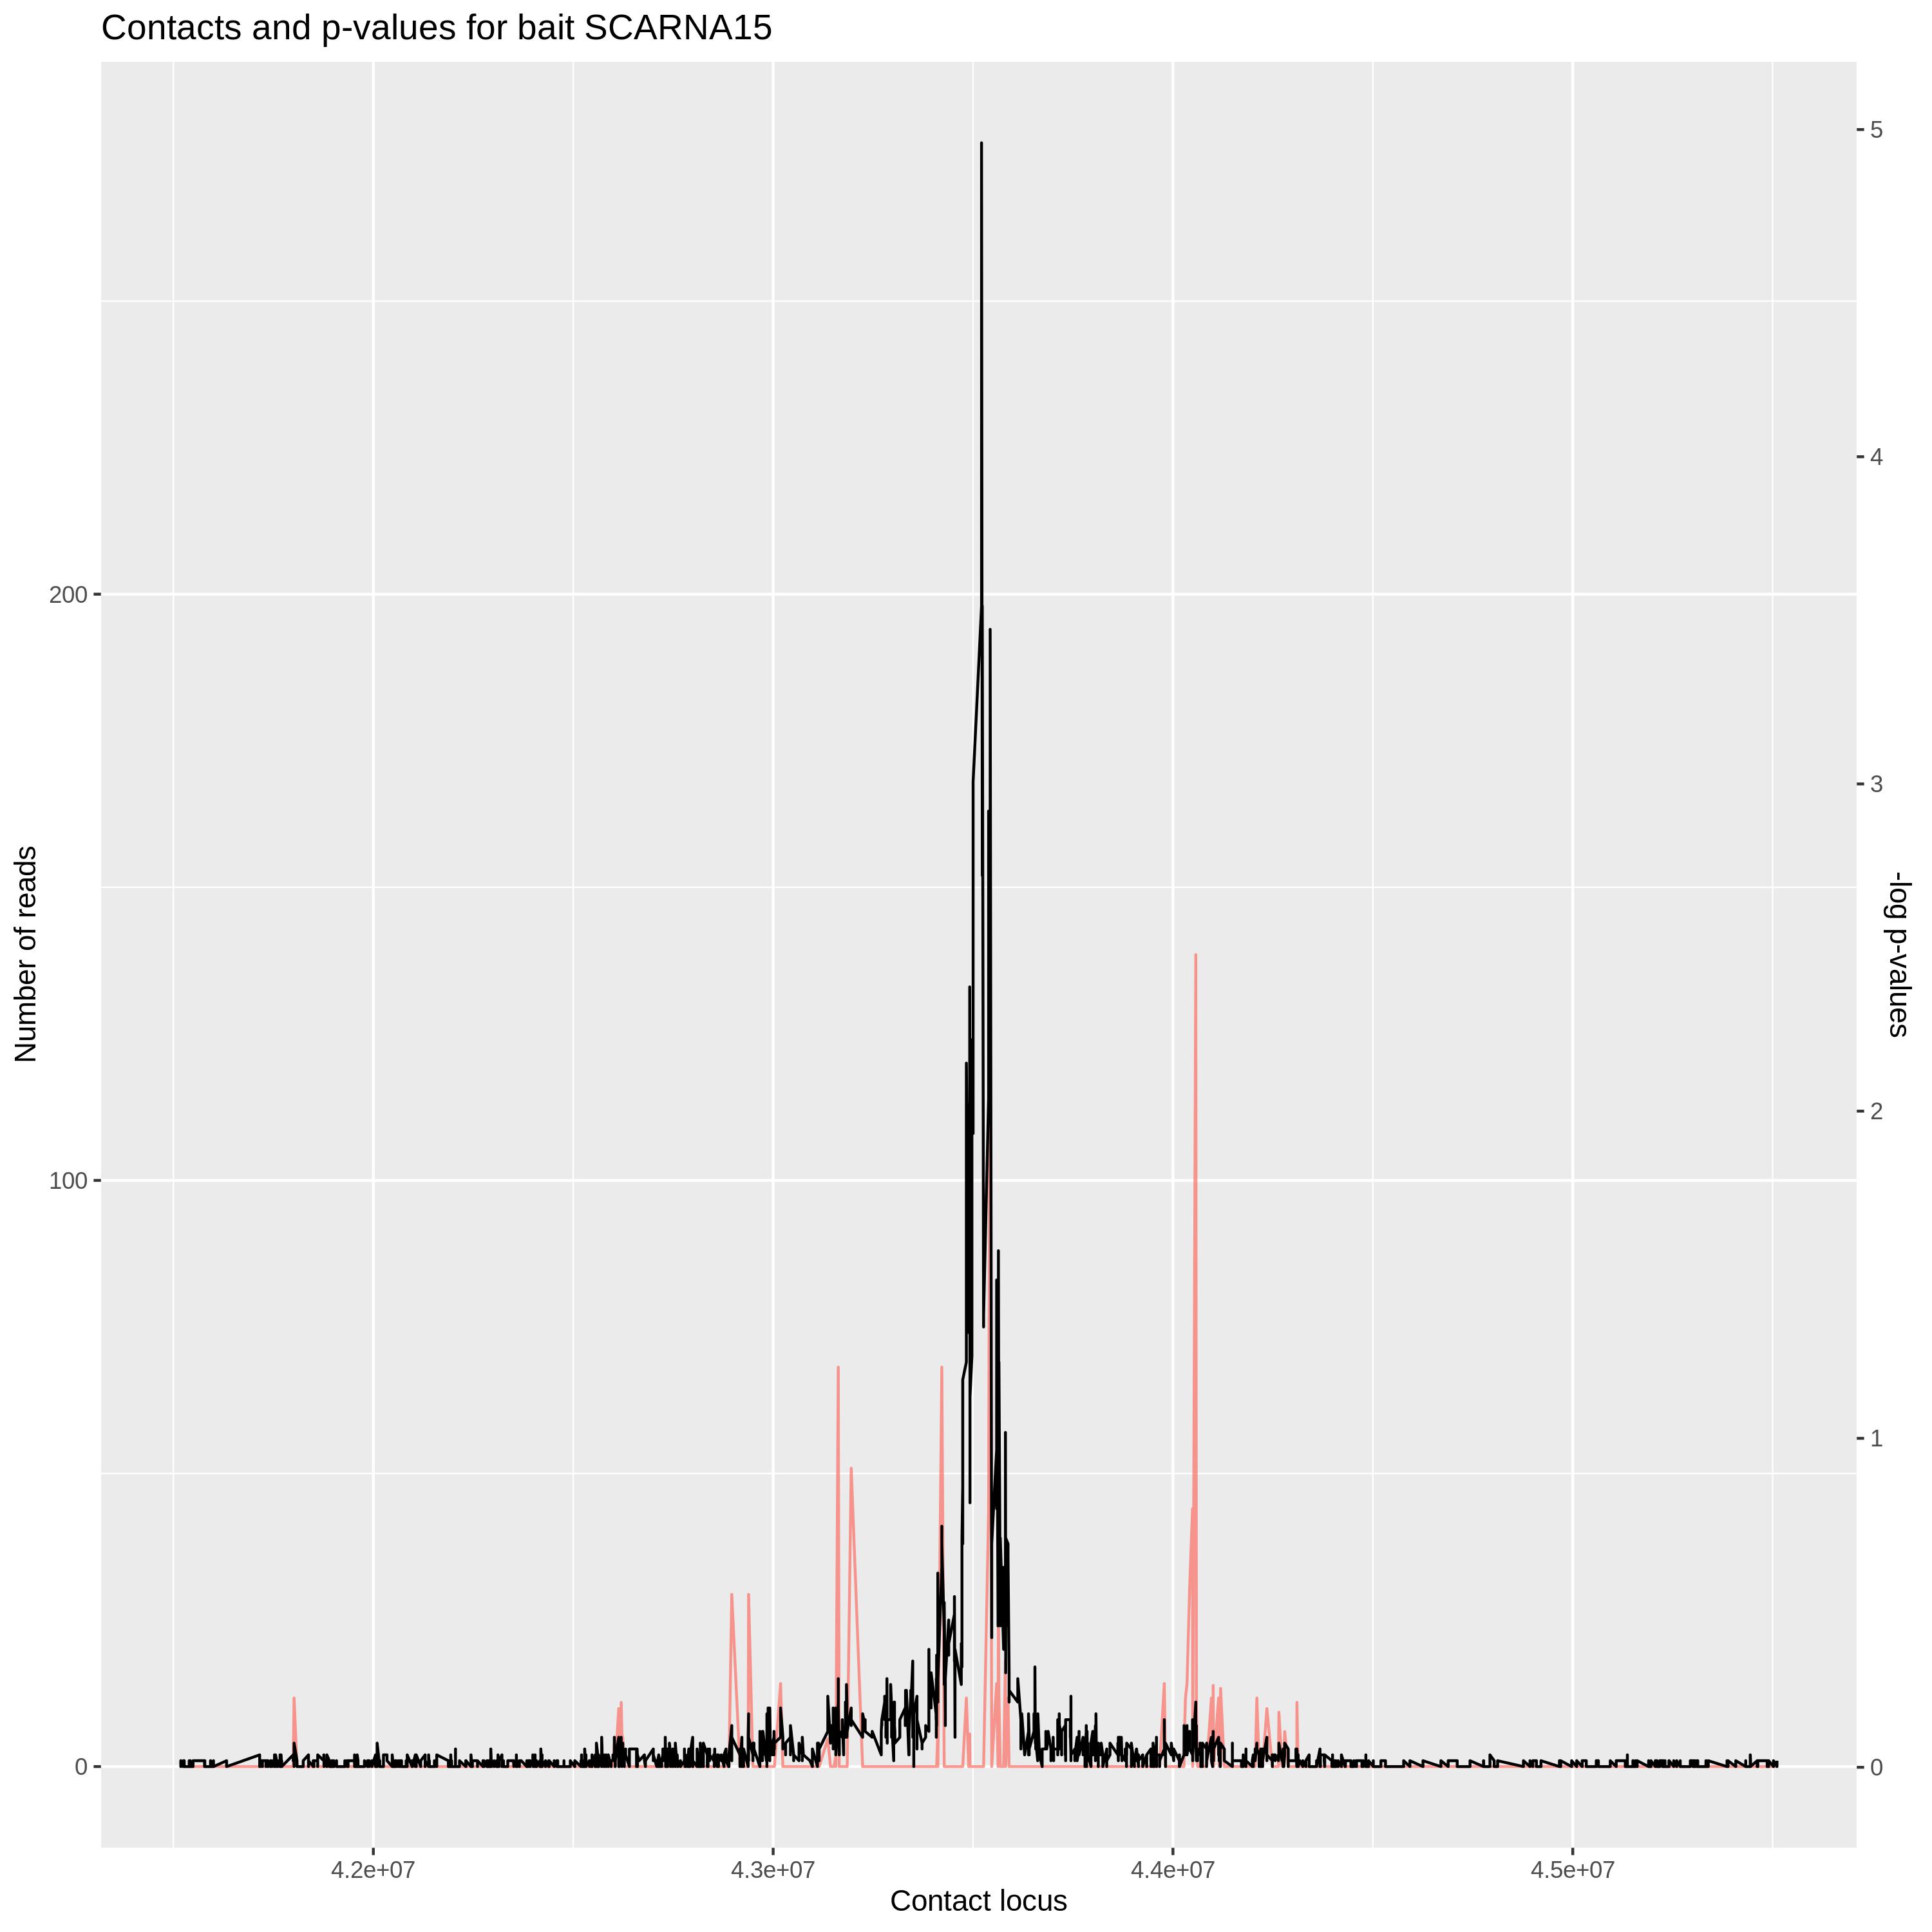 Contacts and p-values for bait SCARNA15
Number of reads
200
100
0
5
4
3
2
1
0
-log p-values
4.2e+07 4.3e+07 4.4e+07 4.5e+07
Contact locus